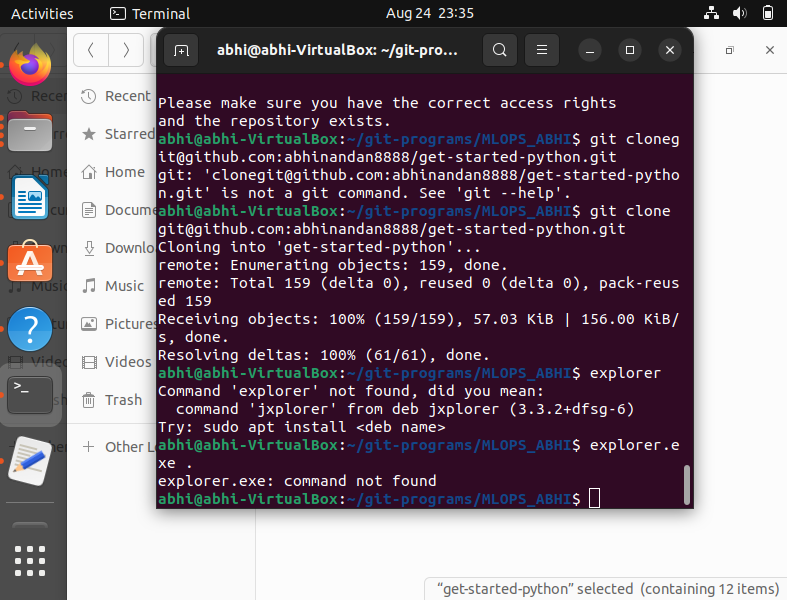 Activities
Terminal
Aug 24 23:35
abhi@abhi-VirtualBox: ~/git-pro...
Recent
Starred
Home
Docume
Downlo
Music
Pictures
Videos
Trash
Other Lo
Please make sure you have the correct access rights
and the repository exists.
abhi@abhi-VirtualBox:~/git-programs/MLOPS_ABHI$ git cloneg
it@github.com:abhinandan8888/get-started-python.git
git: 'clonegit@github.com:abhinandan8888/get-started-pytho
n.git' is not a git command. See 'git --help'.
abhi@abhi-VirtualBox:~/git-programs/MLOPS_ABHI$ git clone
git@github.com:abhinandan8888/get-started-python.git
Cloning into 'get-started-python'...
remote: Enumerating objects: 159, done.
remote: Total 159 (delta 0), reused 0 (delta 0), pack-reus
ed 159
Receiving objects: 100% (159/159), 57.03 KiB | 156.00 KiB/
s, done.
Resolving deltas: 100% (61/61), done.
abhi@abhi-VirtualBox:~/git-programs/MLOPS_ABHI$ explorer
Command 'explorer' not found, did you mean:
  command 'jxplorer' from deb jxplorer (3.3.2+dfsg-6)
Try: sudo apt install <deb name>
abhi@abhi-VirtualBox:~/git-programs/MLOPS_ABHI$ explorer.e
xe .
explorer.exe: command not found
abhi@abhi-VirtualBox:~/git-programs/MLOPS_ABHI$
“get-started-python” selected (containing 12 items)